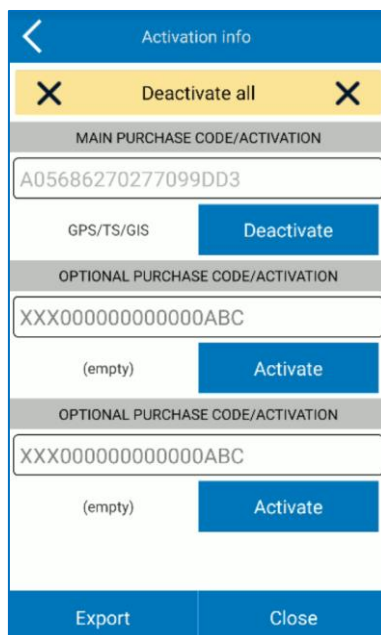 Activation info
Deactivate all
MAIN PURCHASE CODE/ACTIVATION
A05686270277099DD3
GPS/TS/GIS Deactivate
OPTIONAL PURCHASE CODE/ACTIVATION
XXX000000000000ABC
(empty) Activate
OPTIONAL PURCHASE CODE/ACTIVATION
XXX000000000000ABC
(empty) Activate
Export Close